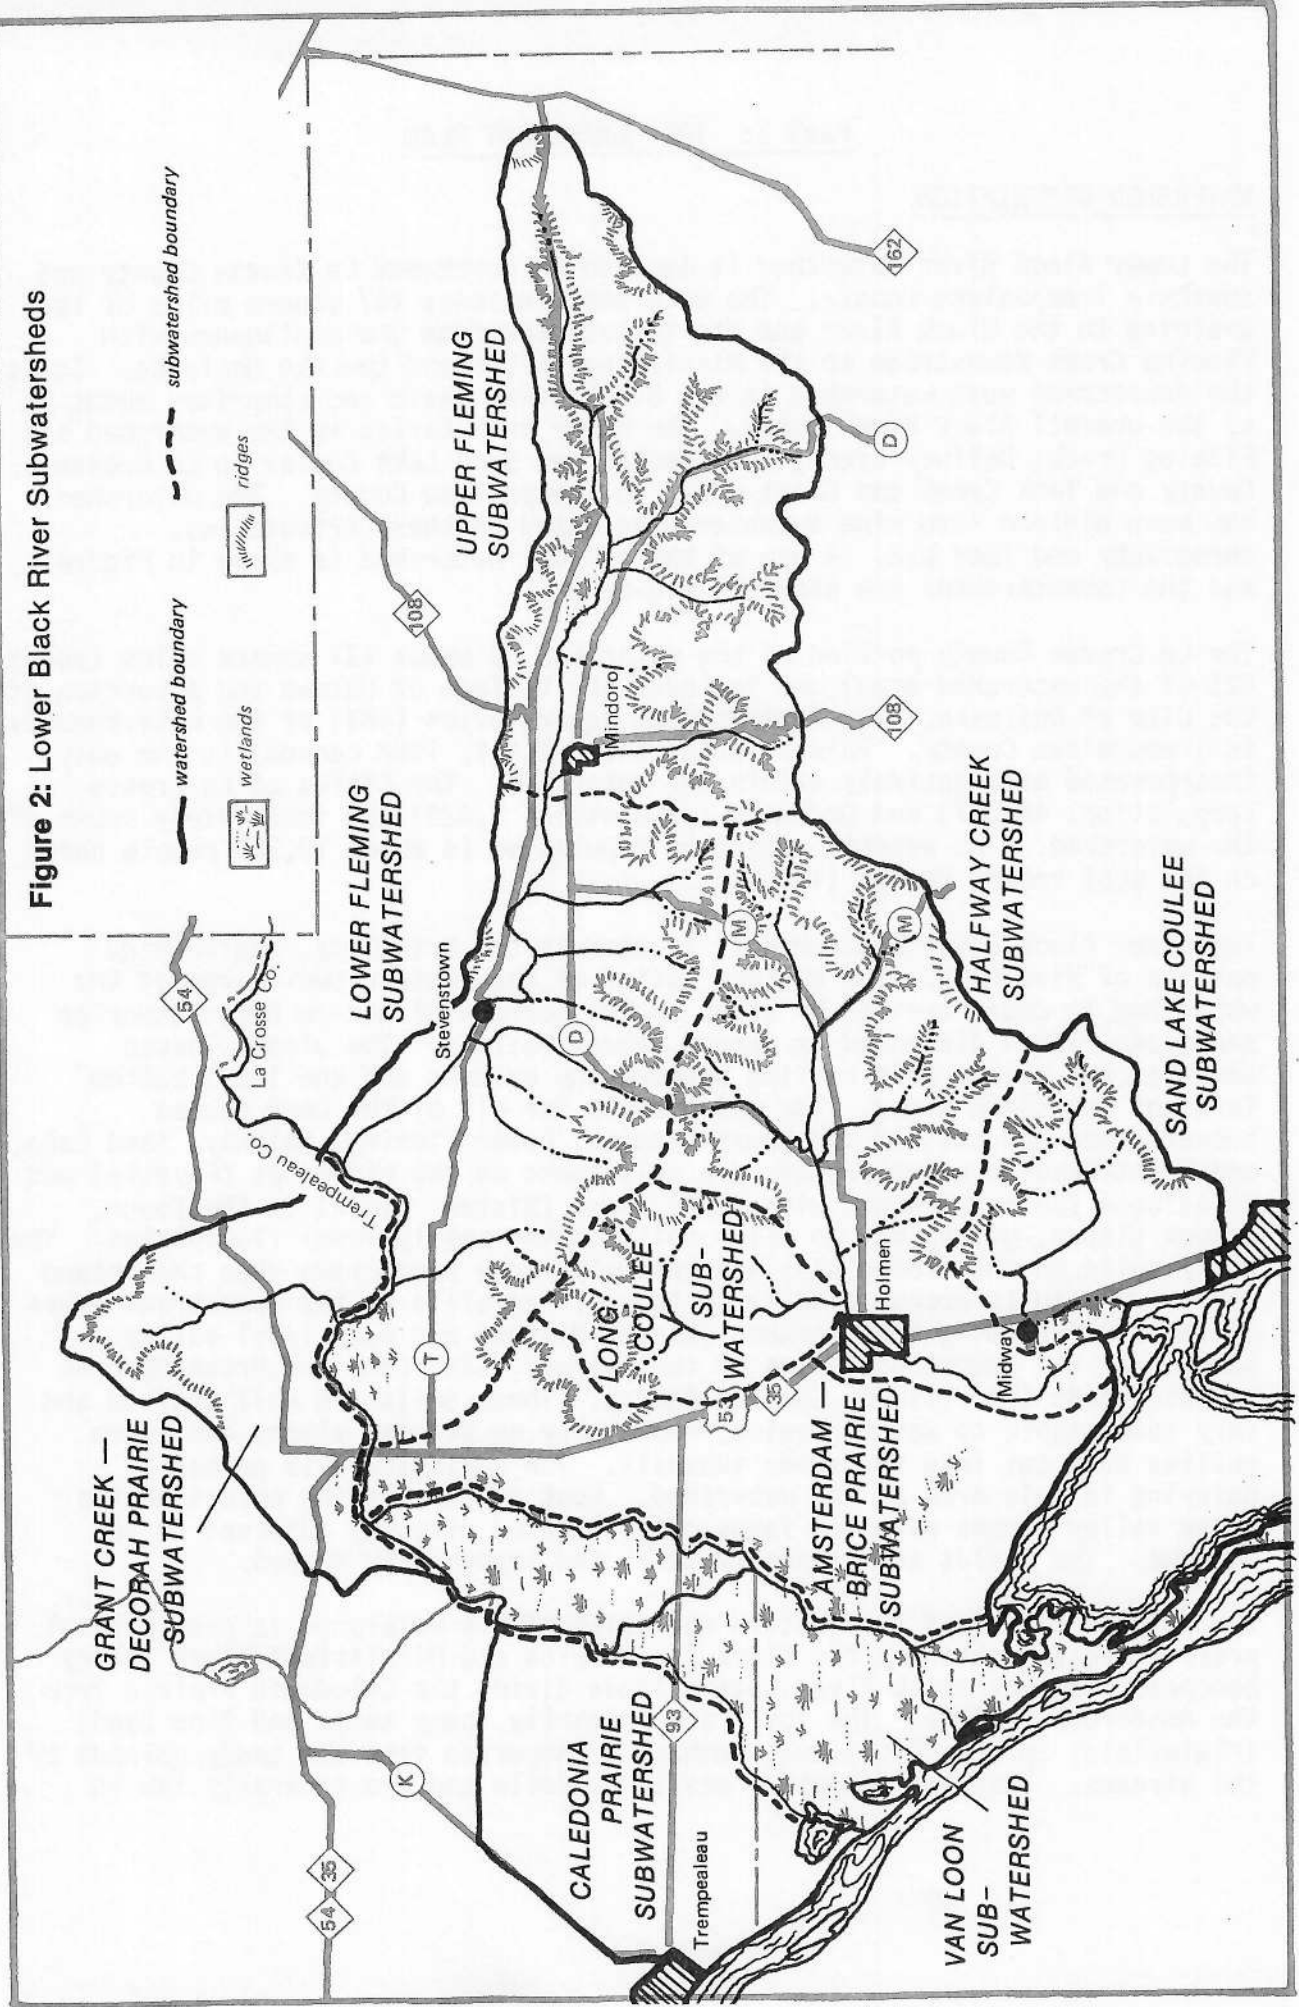 Figure 2: Lower Black River Subwatersheds
watershed boundary
subwatershed boundary
wetlands
ridges
GRANT CREEK —
DECORAH PRAIRIE
SUBWATERSHED
LOWER FLEMING
SUBWATERSHED
UPPER FLEMING
SUBWATERSHED
54
La Crosse Co.
Trempealeau Co
Stevenstown
108
Mindoro
162
D
108
54
35
K
T
D
M
M
LONG
COULEE
SUB-
WATERSHED
53
35
93
CALEDONIA
PRAIRIE
SUBWATERSHED
Trempealeau
AMSTERDAM —
BRICE PRAIRIE
SUBWATERSHED
Holmen
Midway
HALFWAY CREEK
SUBWATERSHED
SAND LAKE COULEE
SUBWATERSHED
VAN LOON
SUB-
WATERSHED